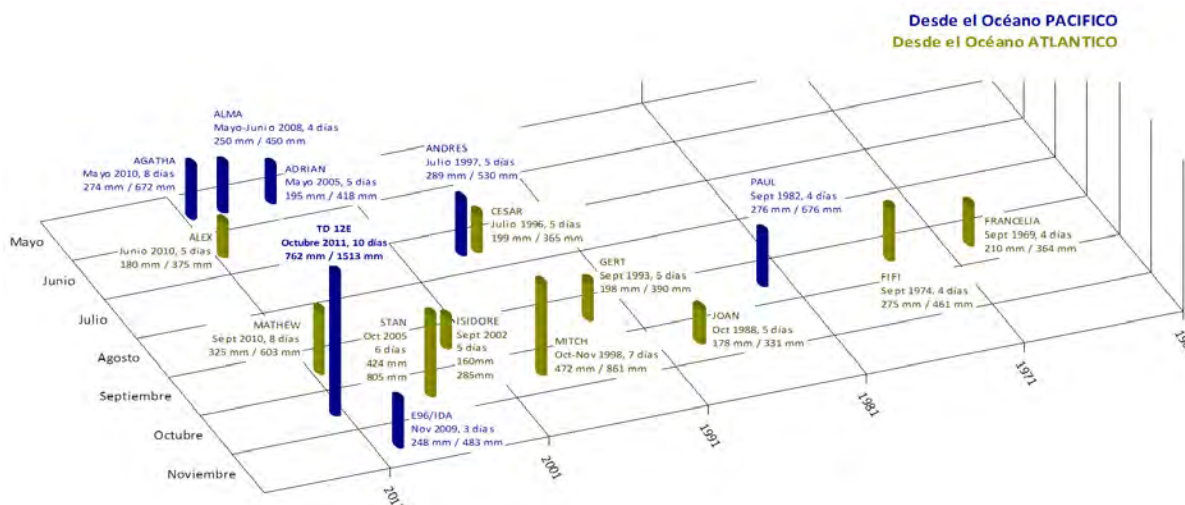 Desde el Océano PACIFICO
Desde el Océano ATLANTICO
ALMA
Mayo-Junio 2008, 4 días
250 mm / 450 mm
AGATHA
Mayo 2010, 8 días
274 mm / 672 mm
ADRIAN
Mayo 2005, 5 días
195 mm / 418 mm
ANDRES
Julio 1997, 5 días
289 mm / 530 mm
CESAR
Julio 1996, 5 días
199 mm / 365 mm
PAUL
Sept 1982, 4 días
276 mm / 676 mm
FRANCELIA
Sept 1969, 4 días
210 mm / 364 mm
ALEX
Junio 2010, 5 días
180 mm / 375 mm
TD 12E
Octubre 2011, 10 días
762 mm / 1513 mm
GERT
Sept 1993, 5 días
198 mm / 390 mm
FIFI
Sept 1974, 4 días
275 mm / 461 mm
MATHEW
Sept 2010, 8 días
325 mm / 603 mm
STAN
Oct 2005
6 días
424 mm
805 mm
ISIDORE
Sept 2002
5 días
160mm
285mm
MITCH
Oct-Nov 1998, 7 días
472 mm / 861 mm
JOAN
Oct 1988, 5 días
178 mm / 331 mm
E96/IDA
Nov 2009, 3 días
248 mm / 483 mm
Mayo
Junio
Julio
Agosto
Septiembre
Octubre
Noviembre
2001
1991
1981
1971